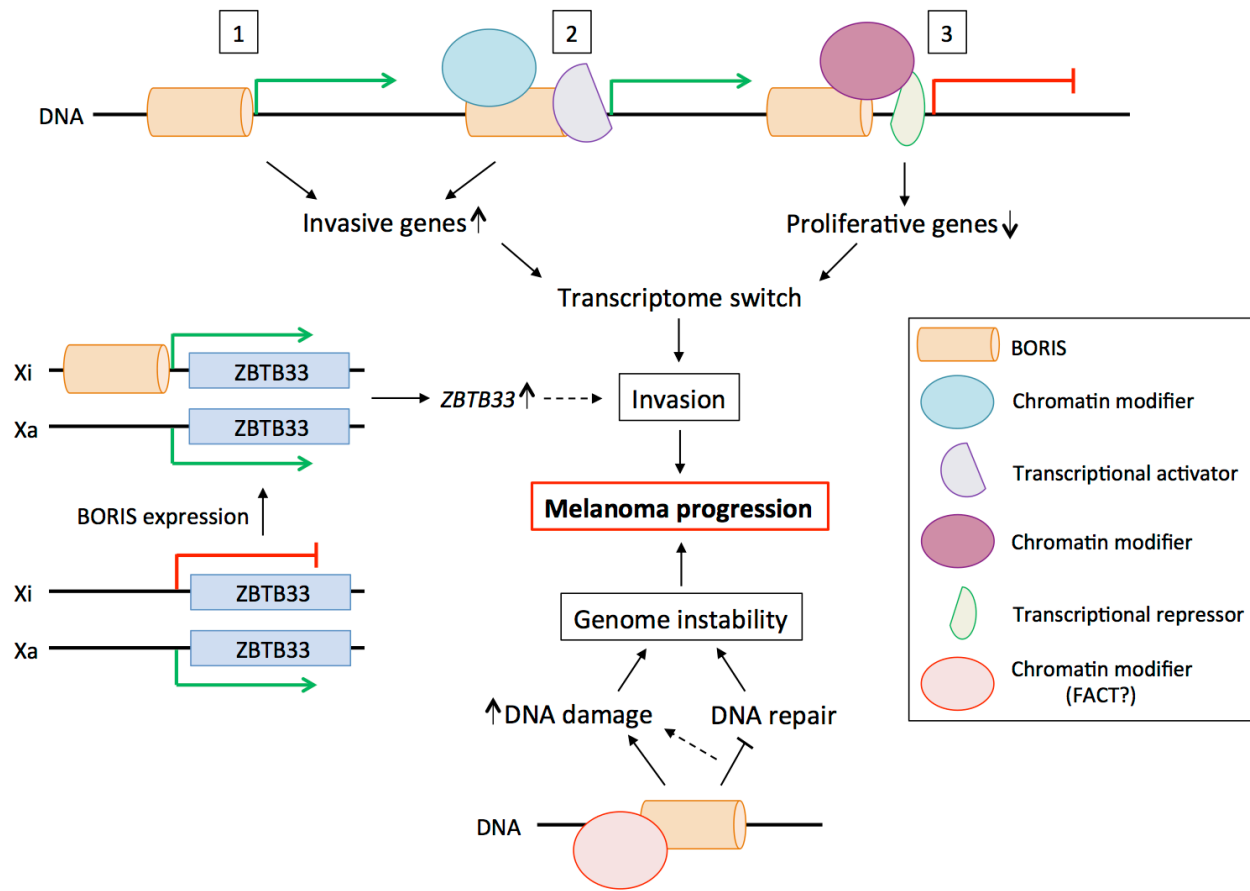 1
2
3
DNA
Invasive genes ↑
Proliferative genes ↓
Transcriptome switch
Xi
ZBTB33
Xa
ZBTB33
ZBTB33 ↑
Invasion
BORIS expression
Melanoma progression
Xi
ZBTB33
Xa
ZBTB33
Genome instability
↑DNA damage
DNA repair
DNA
BORIS
Chromatin modifier
Transcriptional activator
Chromatin modifier
Transcriptional repressor
Chromatin modifier
(FACT?)